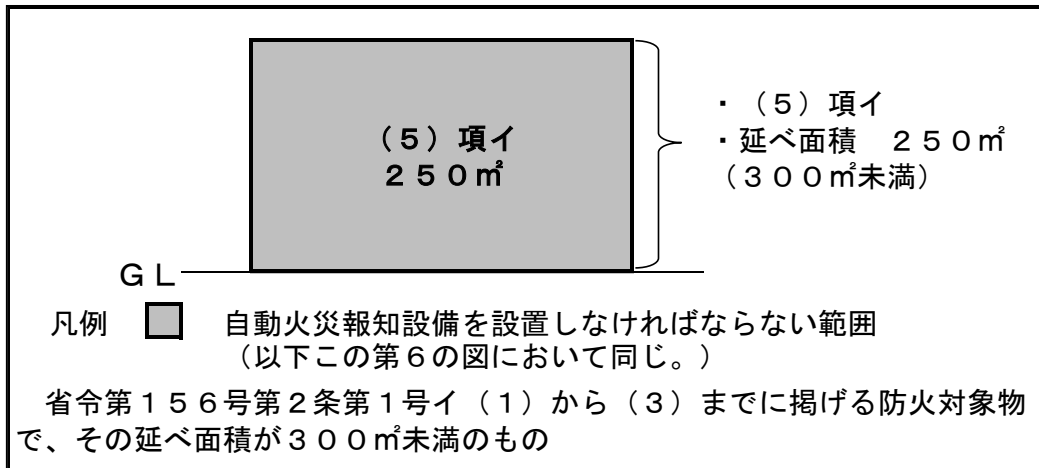 (5)項イ
250㎡
・(5)項イ
・延べ面積 250㎡
(300㎡未満)
GL
凡例 自動火災報知設備を設置しなければならない範囲
(以下この第6の図において同じ。)
省令第156号第2条第1号イ(1)から(3)までに掲げる防火対象物
で、その延べ面積が300㎡未満のもの